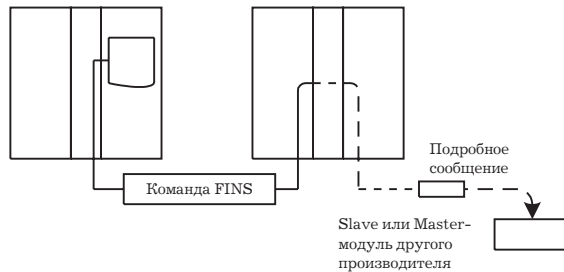 Подробное
сообщение
Команда FINS
Slave или Master-
модуль другого
производителя